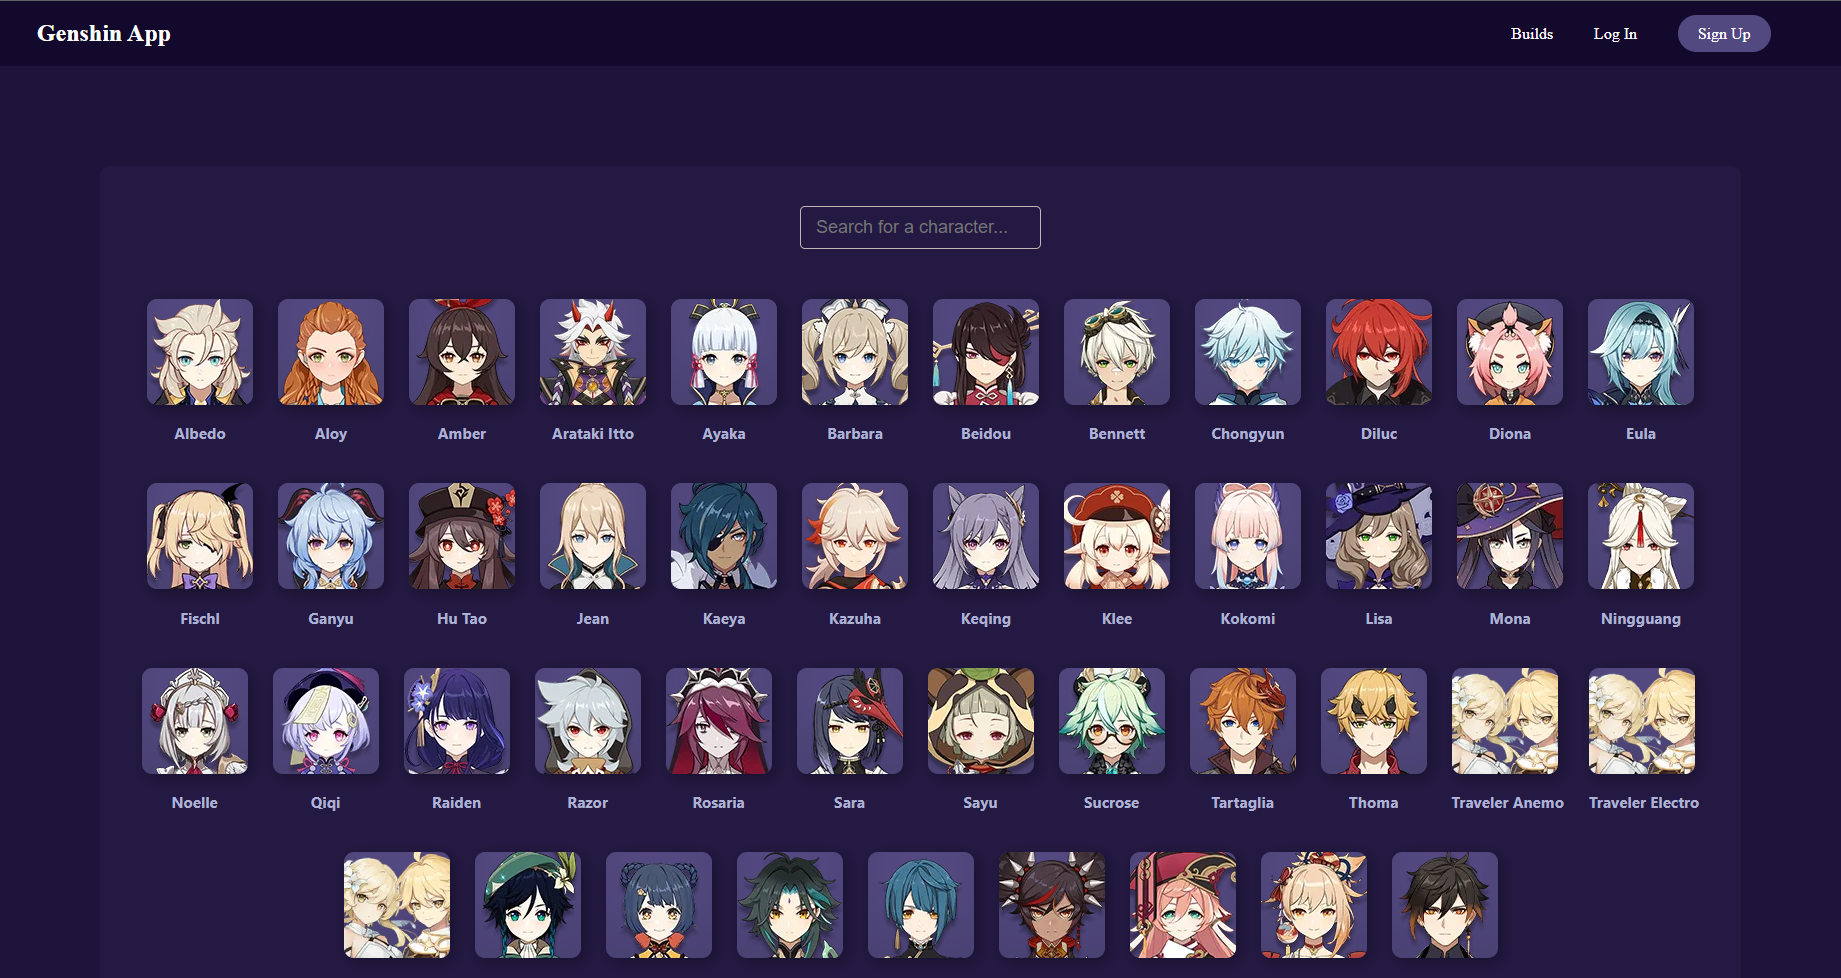 Genshin App
Builds
Log In
Sign Up
Search for a character...
Albedo
Aloy
Amber
Arataki Itto
Ayaka
Barbara
Beidou
Bennett
Chongyun
Diluc
Diona
Eula
Fischl
Ganyu
Hu Tao
Jean
Kaeya
Kazuha
Keqing
Klee
Kokomi
Lisa
Mona
Ningguang
Noelle
Qiqi
Raiden
Razor
Rosaria
Sara
Sayu
Sucrose
Tartaglia
Thoma
Traveler Anemo
Traveler Electro